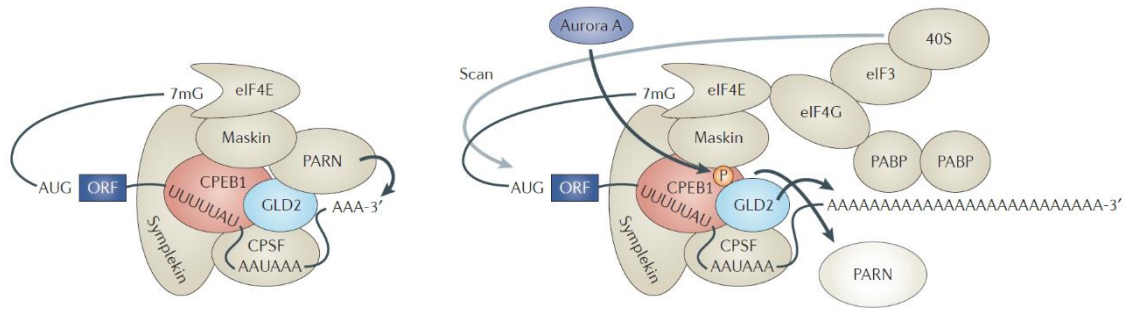 7mG
eIF4E
Maskin
PARN
AUG
ORF
CPEB1
UUUUUAU
GLD2
AAA-3′
Symplekin
CPSF
AAUAAA
Aurora A
40S
Scan
eIF3
7mG
eIF4E
eIF4G
Maskin
PABP
PABP
P
AUG
ORF
CPEB1
UUUUUAU
GLD2
AAAAAAAAAAAAAAAAAAAAAAAAAA-3′
Symplekin
CPSF
AAUAAA
PARN